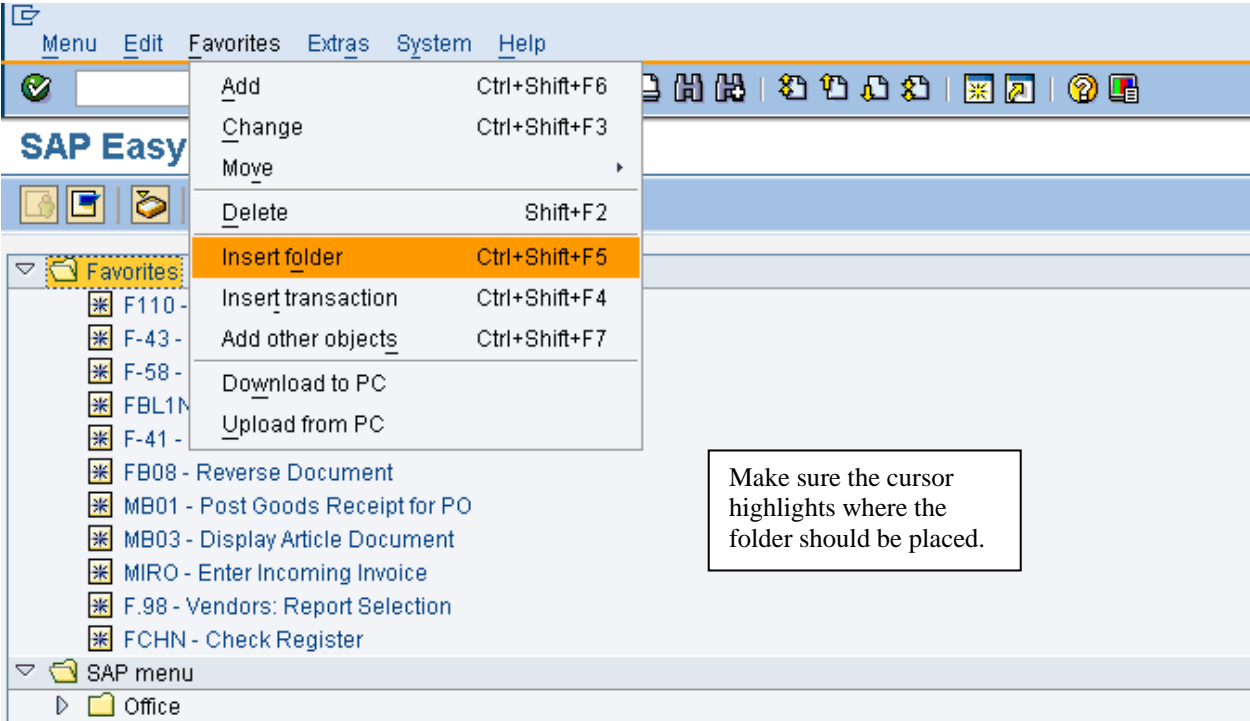 Menu Edit Favorites Extras System Help
Add Ctrl+Shift+F6
Change Ctrl+Shift+F3
SAP Easy
Move
Delete Shift+F2
Insert folder Ctrl+Shift+F5
Favorites
Insert transaction Ctrl+Shift+F4
F110 -
Add other objects Ctrl+Shift+F7
F-43 -
Download to PC
F-58 -
Upload from PC
FBL1N
F-41 -
FB08 - Reverse Document
MB01 - Post Goods Receipt for PO
MB03 - Display Article Document
MIRO - Enter Incoming Invoice
F.98 - Vendors: Report Selection
FCHN - Check Register
SAP menu
Office
Make sure the cursor
highlights where the
folder should be placed.